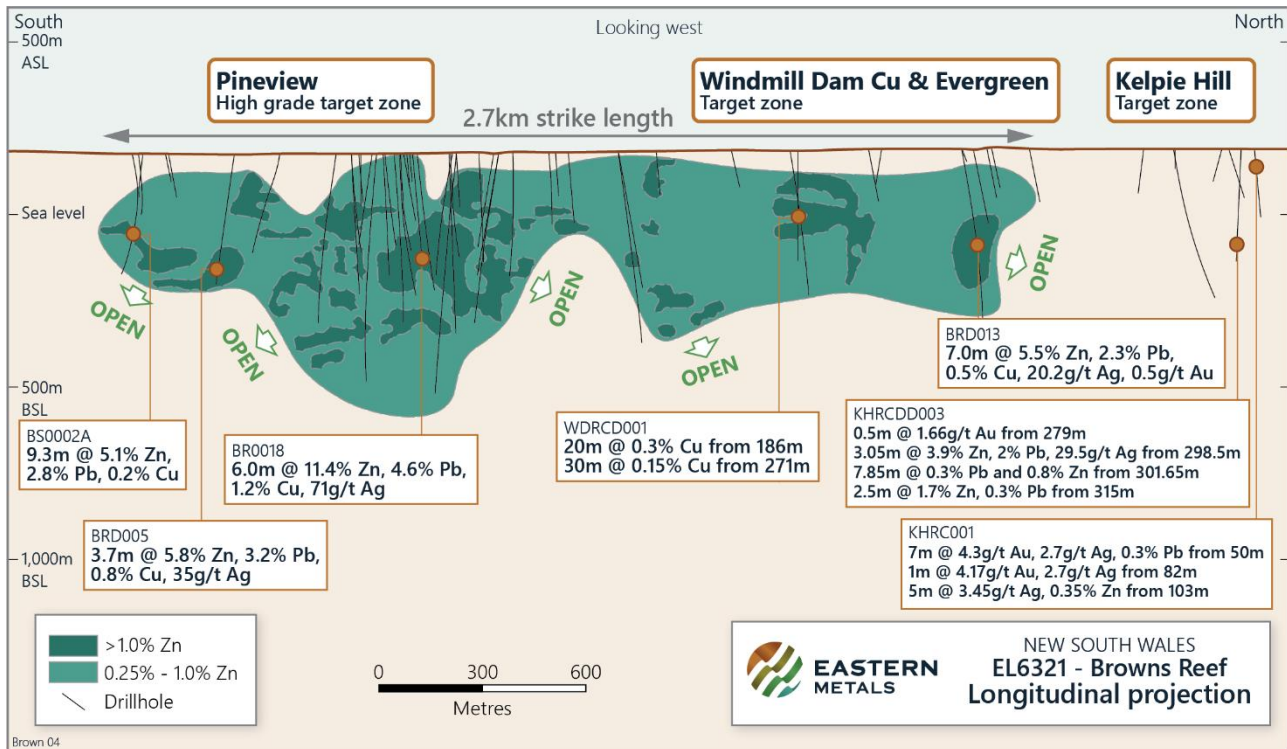 South
North
Looking west
500m
ASL
Pineview
High grade target zone
Windmill Dam Cu & Evergreen
Target zone
Kelpie Hill
Target zone
2.7km strike length
Sea level
OPEN
OPEN
OPEN
OPEN
OPEN
500m
BSL
BS0002A
9.3m @ 5.1% Zn,
2.8% Pb, 0.2% Cu
BRD005
3.7m @ 5.8% Zn, 3.2% Pb,
0.8% Cu, 35g/t Ag
BR0018
6.0m @ 11.4% Zn, 4.6% Pb,
1.2% Cu, 71g/t Ag
WDRCD001
20m @ 0.3% Cu from 186m
30m @ 0.15% Cu from 271m
BRD013
7.0m @ 5.5% Zn, 2.3% Pb,
0.5% Cu, 20.2g/t Ag, 0.5g/t Au
KHRCDD003
0.5m @ 1.66g/t Au from 279m
3.05m @ 3.9% Zn, 2% Pb, 29.5g/t Ag from 298.5m
7.85m @ 0.3% Pb and 0.8% Zn from 301.65m
2.5m @ 1.7% Zn, 0.3% Pb from 315m
KHRC001
7m @ 4.3g/t Au, 2.7g/t Ag, 0.3% Pb from 50m
1m @ 4.17g/t Au, 2.7g/t Ag from 82m
5m @ 3.45g/t Ag, 0.35% Zn from 103m
1,000m
BSL
>1.0% Zn
0.25% - 1.0% Zn
Drillhole
0 300 600
Metres
EASTERN
METALS
NEW SOUTH WALES
EL6321 - Browns Reef
Longitudinal projection
Brown 04